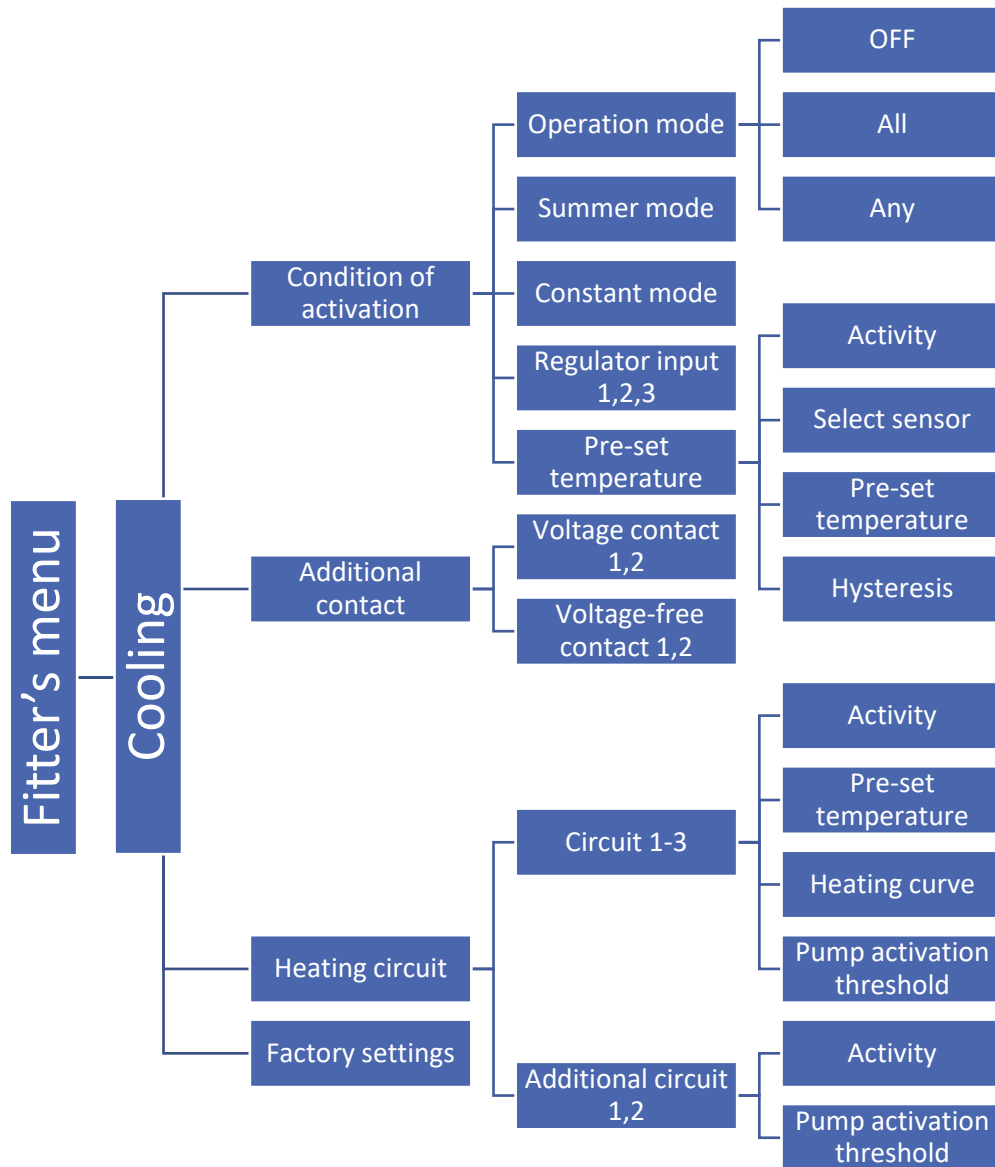 Fitter’s menu
Cooling
Condition of
activation
Operation mode
OFF
All
Any
Summer mode
Constant mode
Regulator input
1,2,3
Pre-set
temperature
Activity
Select sensor
Pre-set
temperature
Hysteresis
Additional
contact
Voltage contact
1,2
Voltage-free
contact 1,2
Heating circuit
Circuit 1-3
Activity
Pre-set
temperature
Heating curve
Pump activation
threshold
Additional circuit
1,2
Activity
Pump activation
threshold
Factory settings